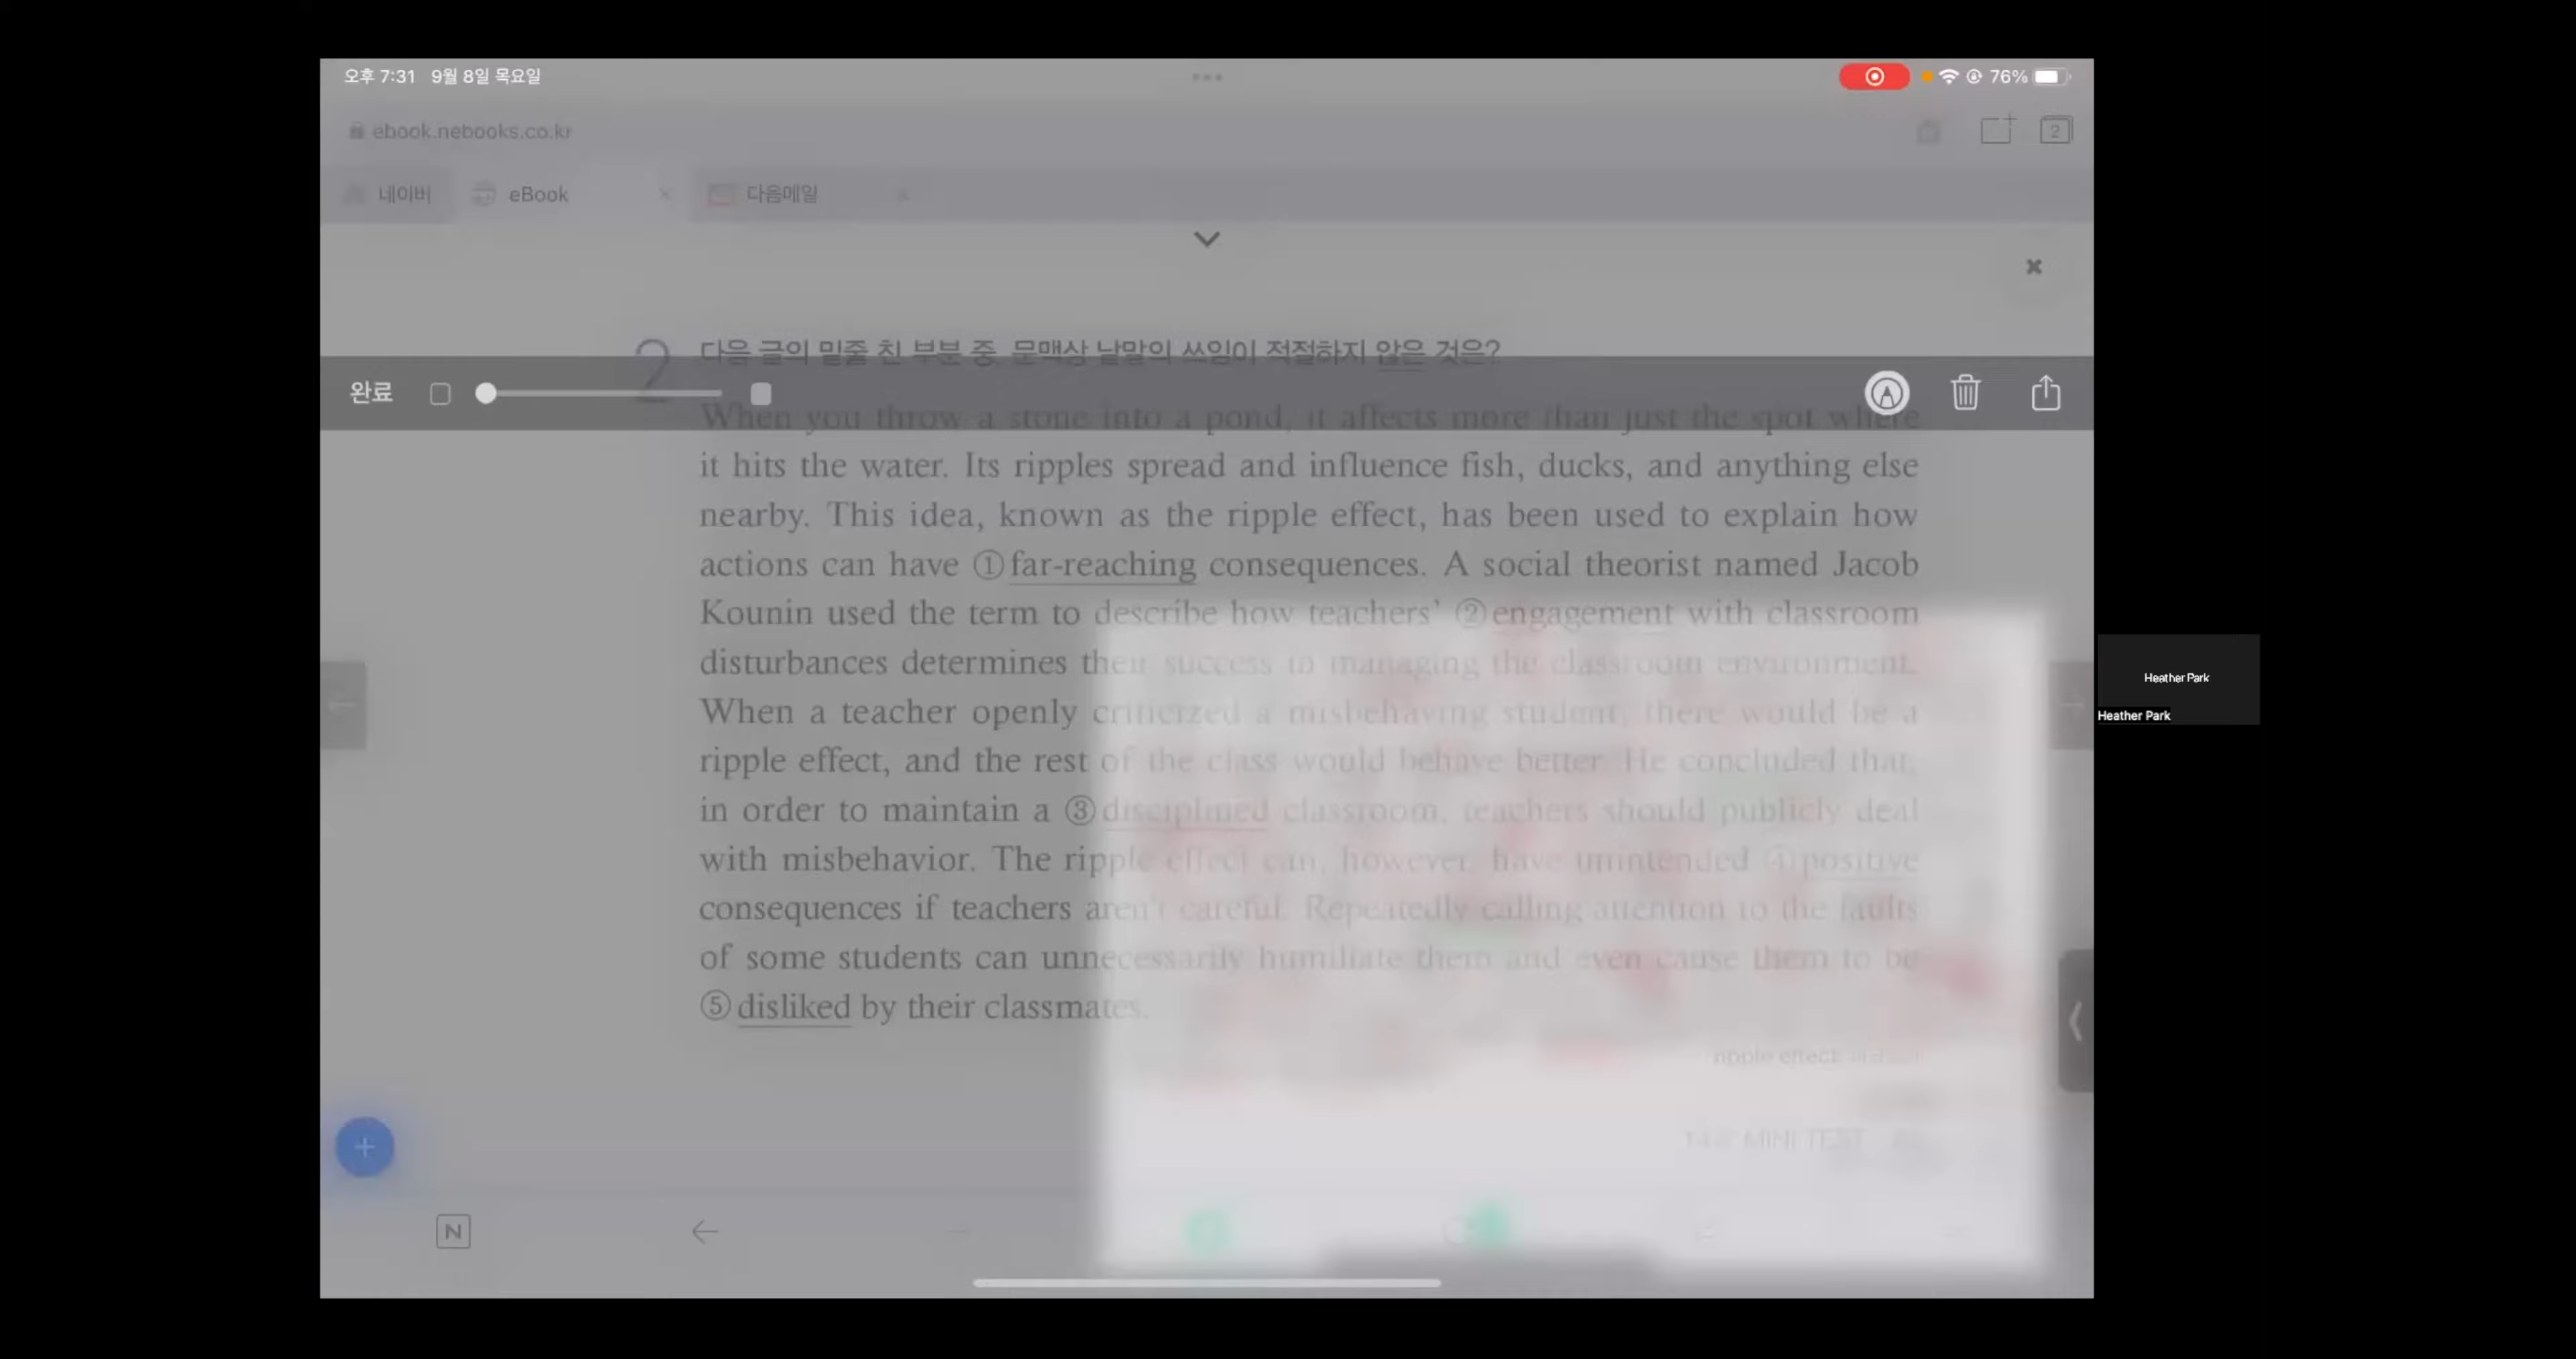 오후 7:31 9월 8일 목요일
76%
ebook.nebooks.co.kr
2
네이버
eBook
다음메일
2 다음 글의 밑줄 친 부분 중, 문맥상 낱말의 쓰임이 적절하지 않은 것은?
완료
When you throw a stone into a pond, it affects more than just the spot where
it hits the water. Its ripples spread and influence fish, ducks, and anything else
nearby. This idea, known as the ripple effect, has been used to explain how
actions can have ① far-reaching consequences. A social theorist named Jacob
Kounin used the term to describe how teachers' ② engagement with classroom
disturbances determines their success in managing the classroom environment.
When a teacher openly criticized a misbehaving student, there would be a
ripple effect, and the rest of the class would behave better. He concluded that,
in order to maintain a ③ disciplined classroom, teachers should publicly deal
with misbehavior. The ripple effect can, however, have unintended ④ positive
consequences if teachers aren't careful. Repeatedly calling attention to the faults
of some students can unnecessarily humiliate them and even cause them to be
⑤ disliked by their classmates.
ripple effect
MINI TEST
N
Heather Park
Heather Park